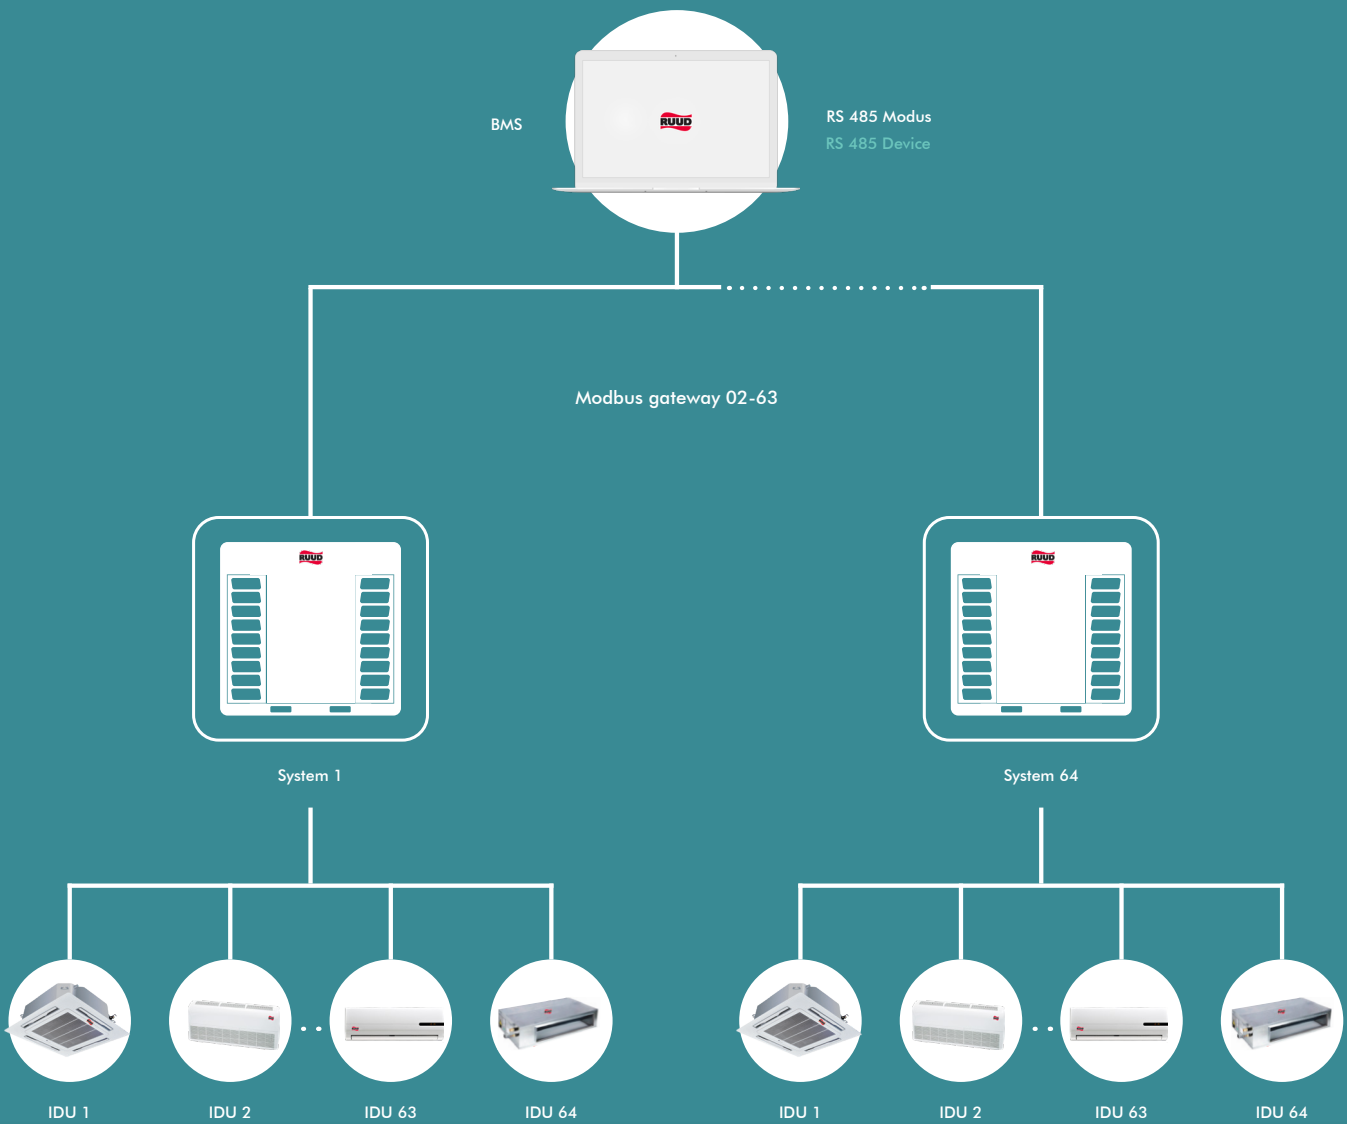 RUUD
BMS
RS 485 Modus
RS 485 Device
Modbus gateway 02-63
RUUD
RUUD
System 1
System 64
IDU 1
IDU 2
IDU 63
IDU 64
IDU 1
IDU 2
IDU 63
IDU 64